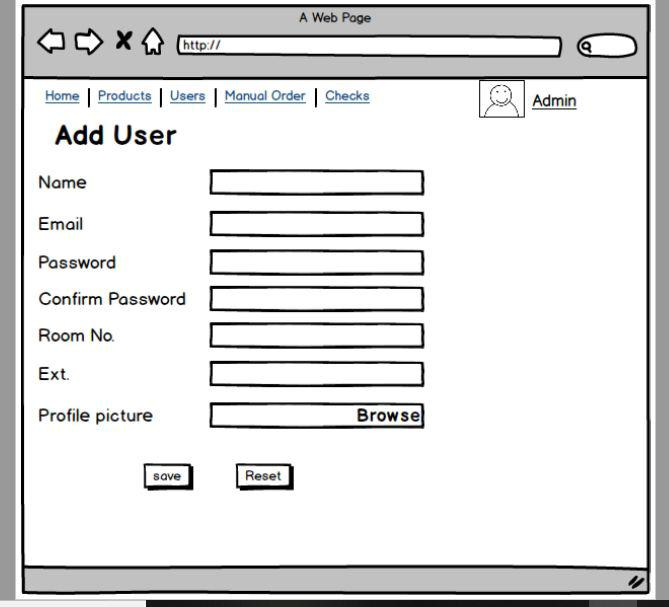 A Web Page
http://
Home Products Users Manual Order Checks Admin
Add User
Name
Email
Password
Confirm Password
Room No.
Ext.
Profile picture Browse
save Reset